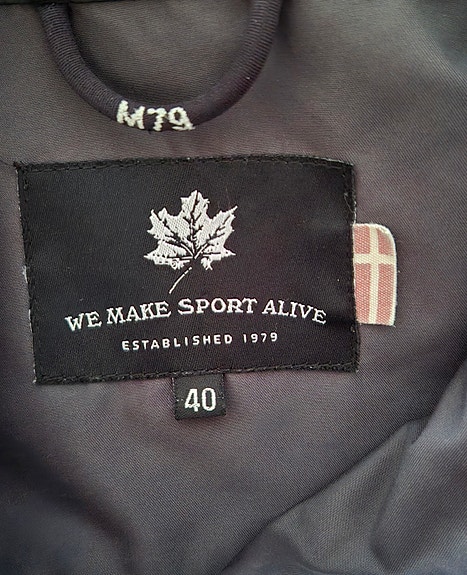 M79
WE MAKE SPORT ALIVE
ESTABLISHED 1979
40